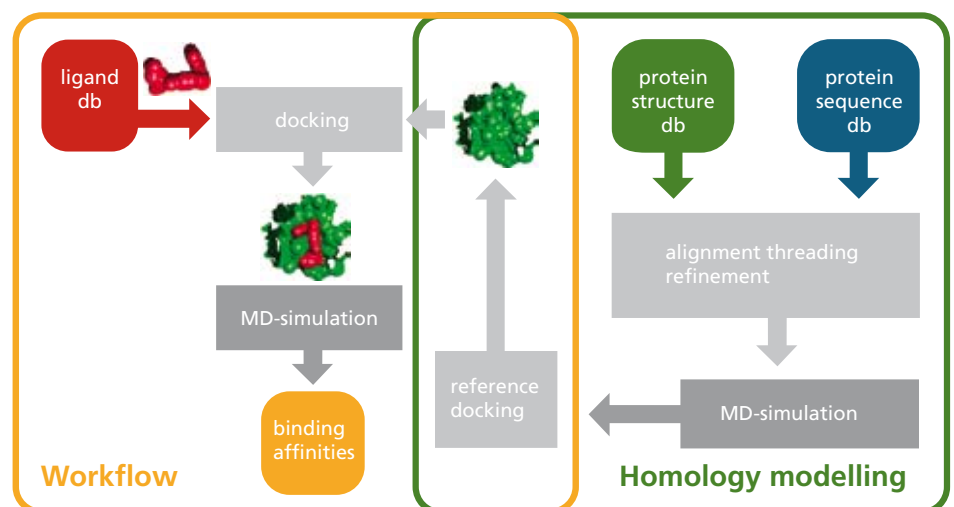 ligand
db
docking
MD-simulation
binding
affinities
Workflow
reference
docking
protein
structure
db
protein
sequence
db
alignment threading
refinement
MD-simulation
Homology modelling